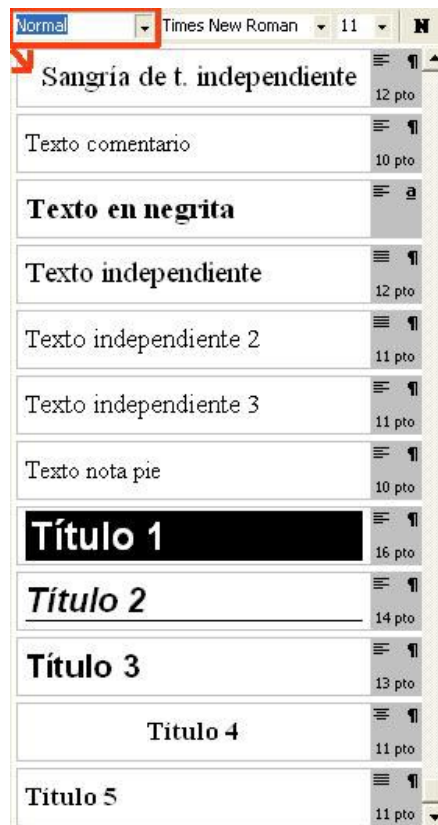 Normal Times New Roman 11 N
Sangría de t. independiente ¶
12 pto
Texto comentario ¶
10 pto
Texto en negrita a
Texto independiente ¶
12 pto
Texto independiente 2 ¶
11 pto
Texto independiente 3 ¶
11 pto
Texto nota pie ¶
10 pto
Título 1 ¶
16 pto
Título 2 ¶
14 pto
Título 3 ¶
13 pto
Título 4 ¶
11 pto
Título 5 ¶
11 pto